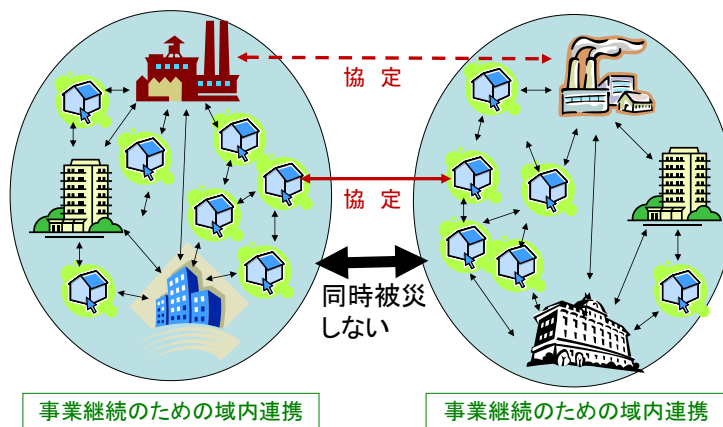 協 定
協 定
同時被災
しない
事業継続のための域内連携
事業継続のための域内連携